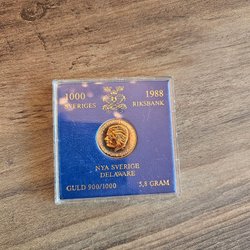 1000 1988
SVERIGES RIKSBANK
NYA SVERIGE
DELAWARE
GULD 900/1000 5,8 GRAM